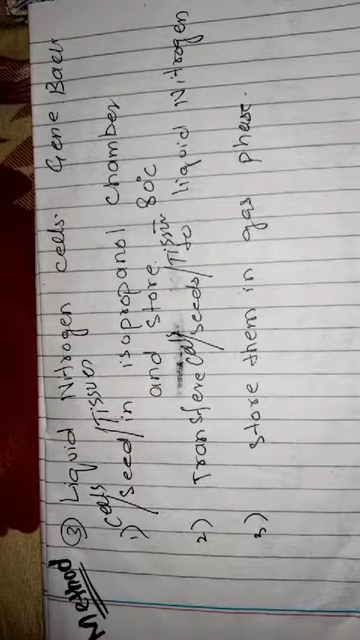 Method
③ Liquid Nitrogen cells Gene Bank
Cells / Tissues
1) / Seed / in isopropanol chamber
and store 80°C
2) Transfere Cells / seeds / Tissue to liquid Nitrogen
3) Store them in gas phase.